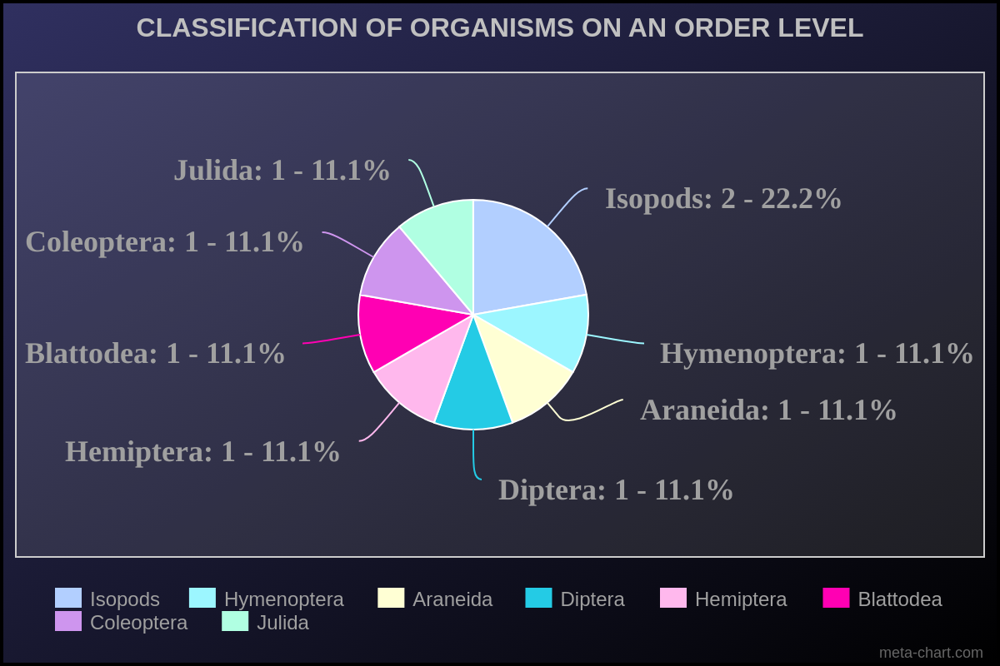 CLASSIFICATION OF ORGANISMS ON AN ORDER LEVEL
Julida: 1 - 11.1%
Isopods: 2 - 22.2%
Coleoptera: 1 - 11.1%
Blattodea: 1 - 11.1%
Hymenoptera: 1 - 11.1%
Araneida: 1 - 11.1%
Hemiptera: 1 - 11.1%
Diptera: 1 - 11.1%
Isopods Hymenoptera Araneida Diptera Hemiptera Blattodea
Coleoptera Julida
meta-chart.com